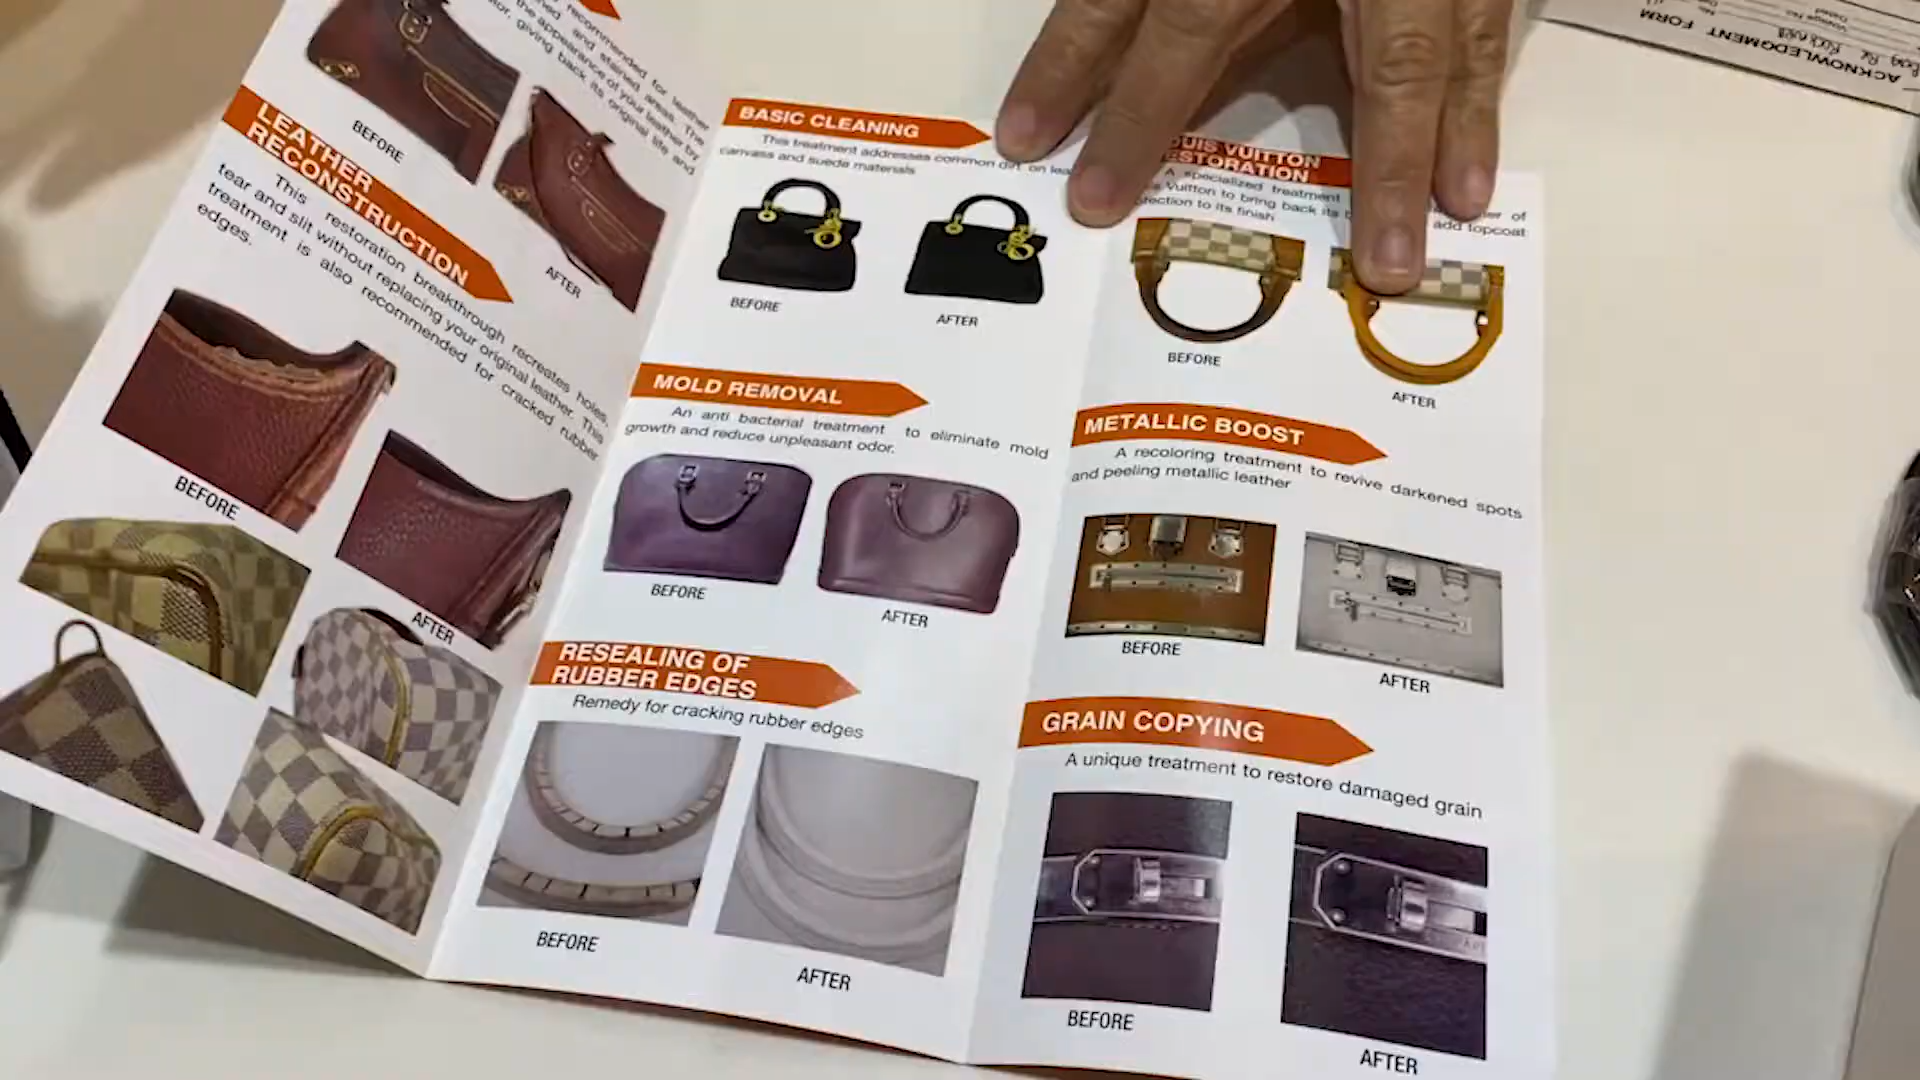 recommended for leather
and stained areas. The
the appearance of your leather by
giving back its original life and
BEFORE
AFTER
LEATHER
RECONSTRUCTION
This restoration breakthrough recreates holes,
tear and slit without replacing your original leather. This
treatment is also recommended for cracked rubber
edges.
BEFORE
AFTER
BASIC CLEANING
This treatment addresses common dirt on
canvass and suede materials
BEFORE
AFTER
MOLD REMOVAL
An anti bacterial treatment to eliminate mold
growth and reduce unpleasant odor.
BEFORE
AFTER
RESEALING OF
RUBBER EDGES
Remedy for cracking rubber edges
BEFORE
AFTER
OUIS VUITTON
ESTORATION
A specialized treatment
Vuitton to bring back its
of
to its finish
add topcoat
BEFORE
AFTER
METALLIC BOOST
A recoloring treatment to revive darkened spots
and peeling metallic leather
BEFORE
AFTER
GRAIN COPYING
A unique treatment to restore damaged grain
BEFORE
AFTER
ACKNOWLEDGMENT FORM